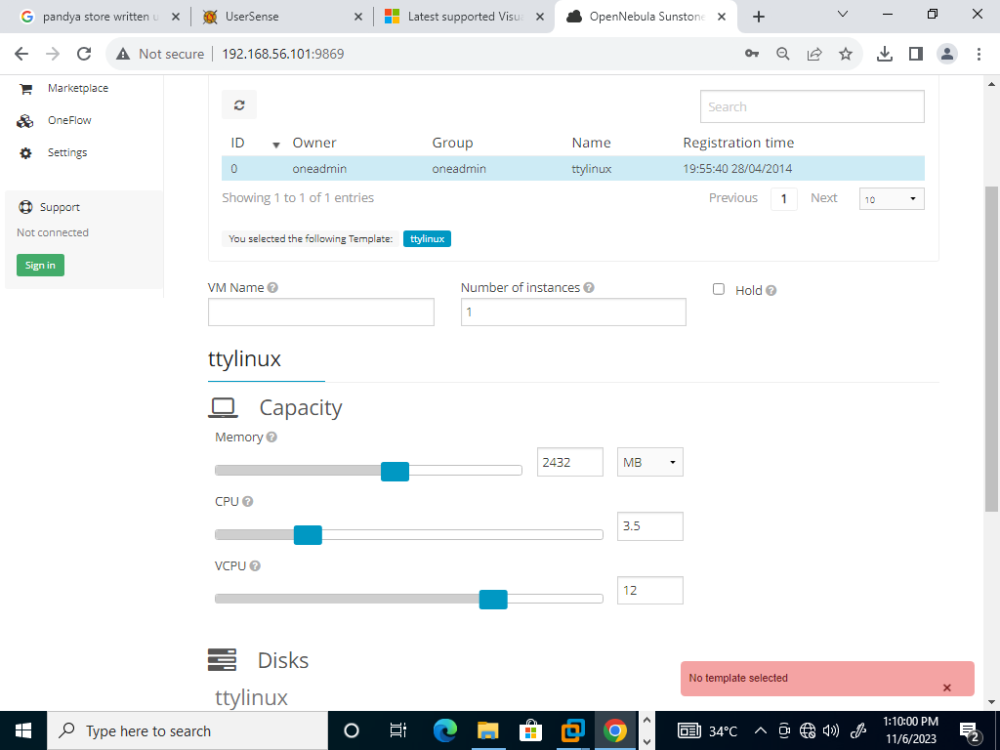 pandya store written u
UserSense
Latest supported Visua
OpenNebula Sunstone
Not secure
192.168.56.101:9869
Marketplace
OneFlow
Settings
Support
Not connected
Sign in
Search
ID Owner Group Name Registration time
0 oneadmin oneadmin ttylinux 19:55:40 28/04/2014
Showing 1 to 1 of 1 entries
Previous 1 Next 10
You selected the following Template: ttylinux
VM Name
Number of instances
1
Hold
ttylinux
Capacity
Memory
2432 MB
CPU
3.5
VCPU
12
Disks
ttylinux
No template selected
Type here to search
34°C
1:10:00 PM
11/6/2023
2